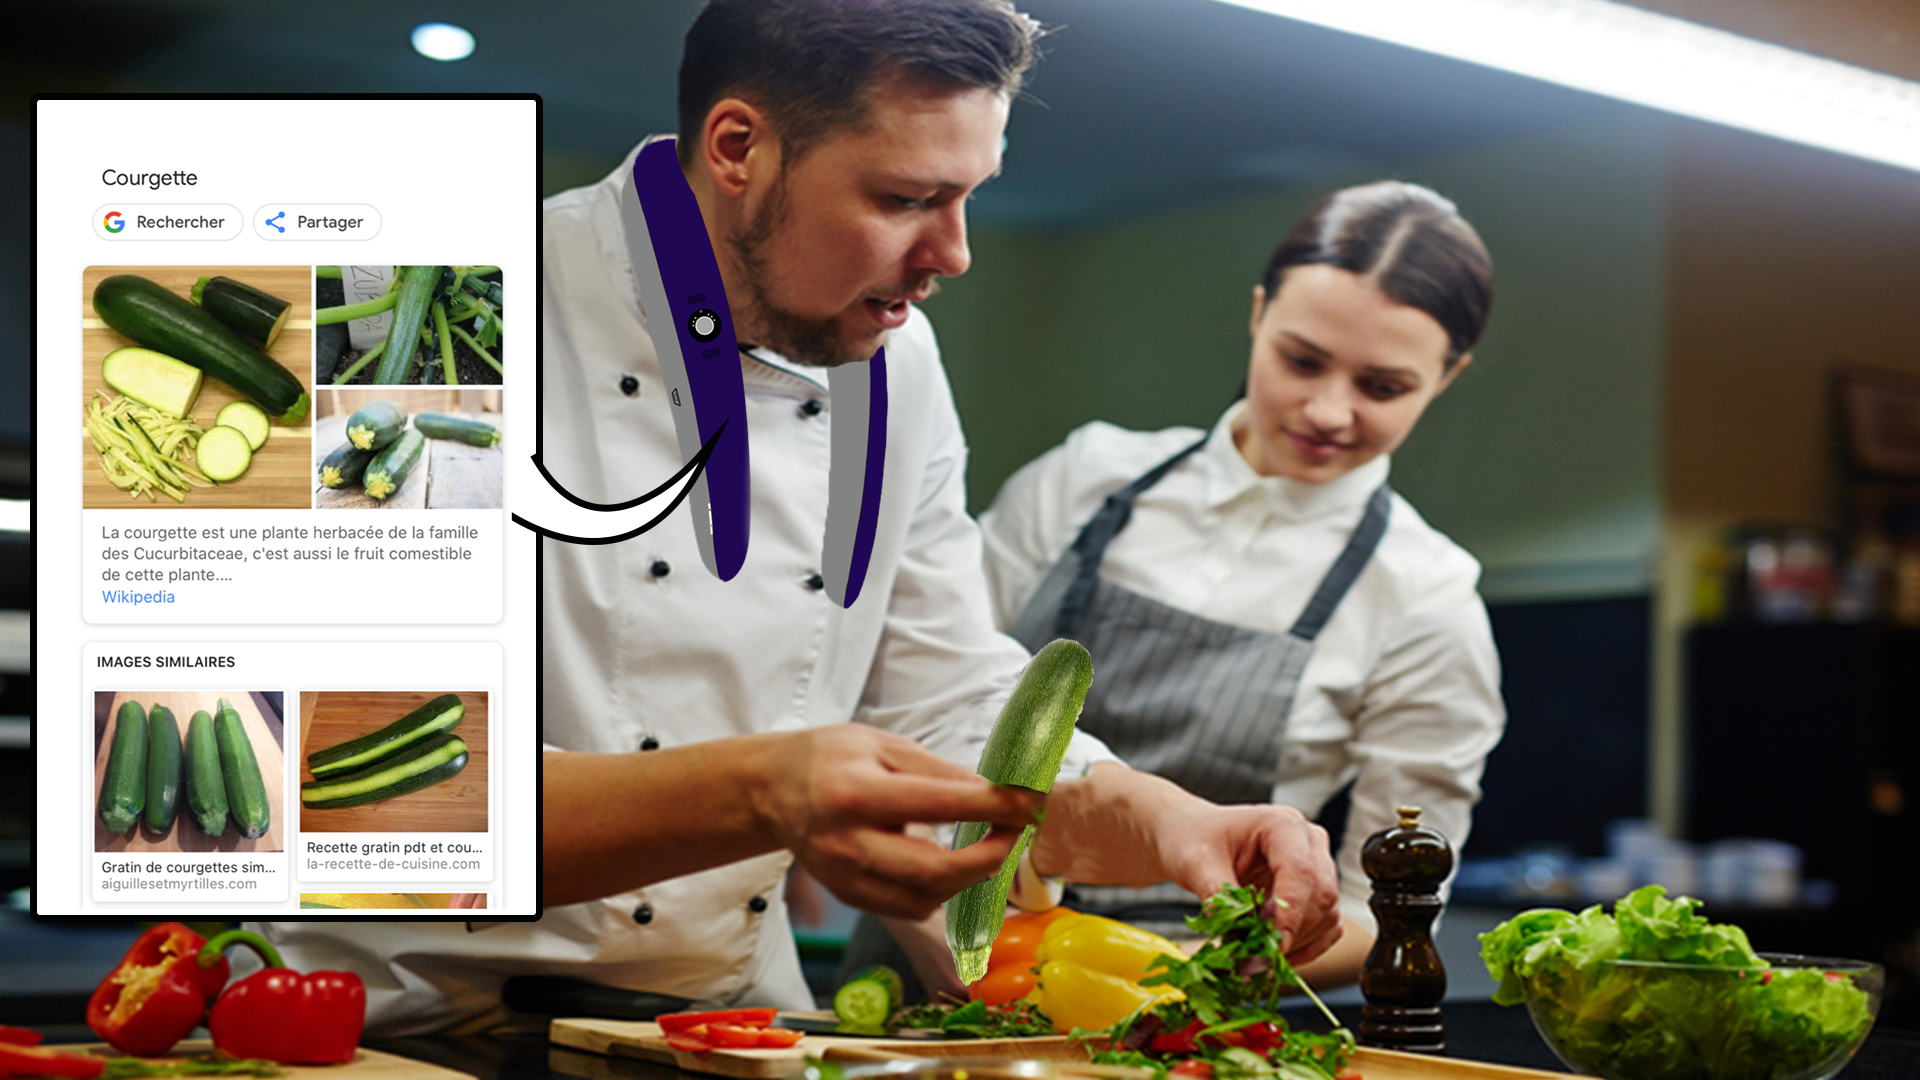 Courgette
Rechercher
Partager
ZUPA
La courgette est une plante herbacée de la famille
des Cucurbitaceae, c'est aussi le fruit comestible
de cette plante....
Wikipedia
IMAGES SIMILAIRES
Gratin de courgettes sim...
aiguillesetmyrtilles.com
Recette gratin pdt et cou...
la-recette-de-cuisine.com